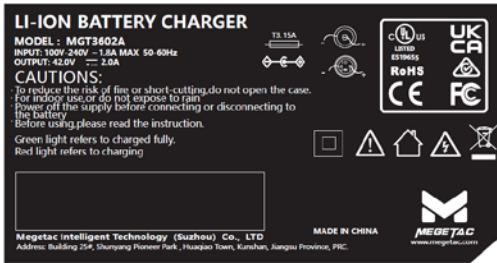 LI-ION BATTERY CHARGER
MODEL : MGT3602A
INPUT: 100V-240V ~1.8A MAX 50-60Hz
OUTPUT: 42.0V ⎓ 2.0A
T3. 15A
CAUTIONS:
·To reduce the risk of fire or short-cutting,do not open the case.
·For indoor use,or do not expose to rain
·Power off the supply before connecting or disconnecting to
the battery
·Before using,please read the instruction.
Green light refers to charged fully.
Red light refers to charging
C UL US
LISTED
ES19655
UK
CA
RoHS
CE
FC
Megetac Intelligent Technology (Suzhou) Co., LTD
Address: Building 25#, Shunyang Pioneer Park , Huaqiao Town, Kunshan, Jiangsu Province, PRC.
MADE IN CHINA
MEGETAC
www.megetac.com